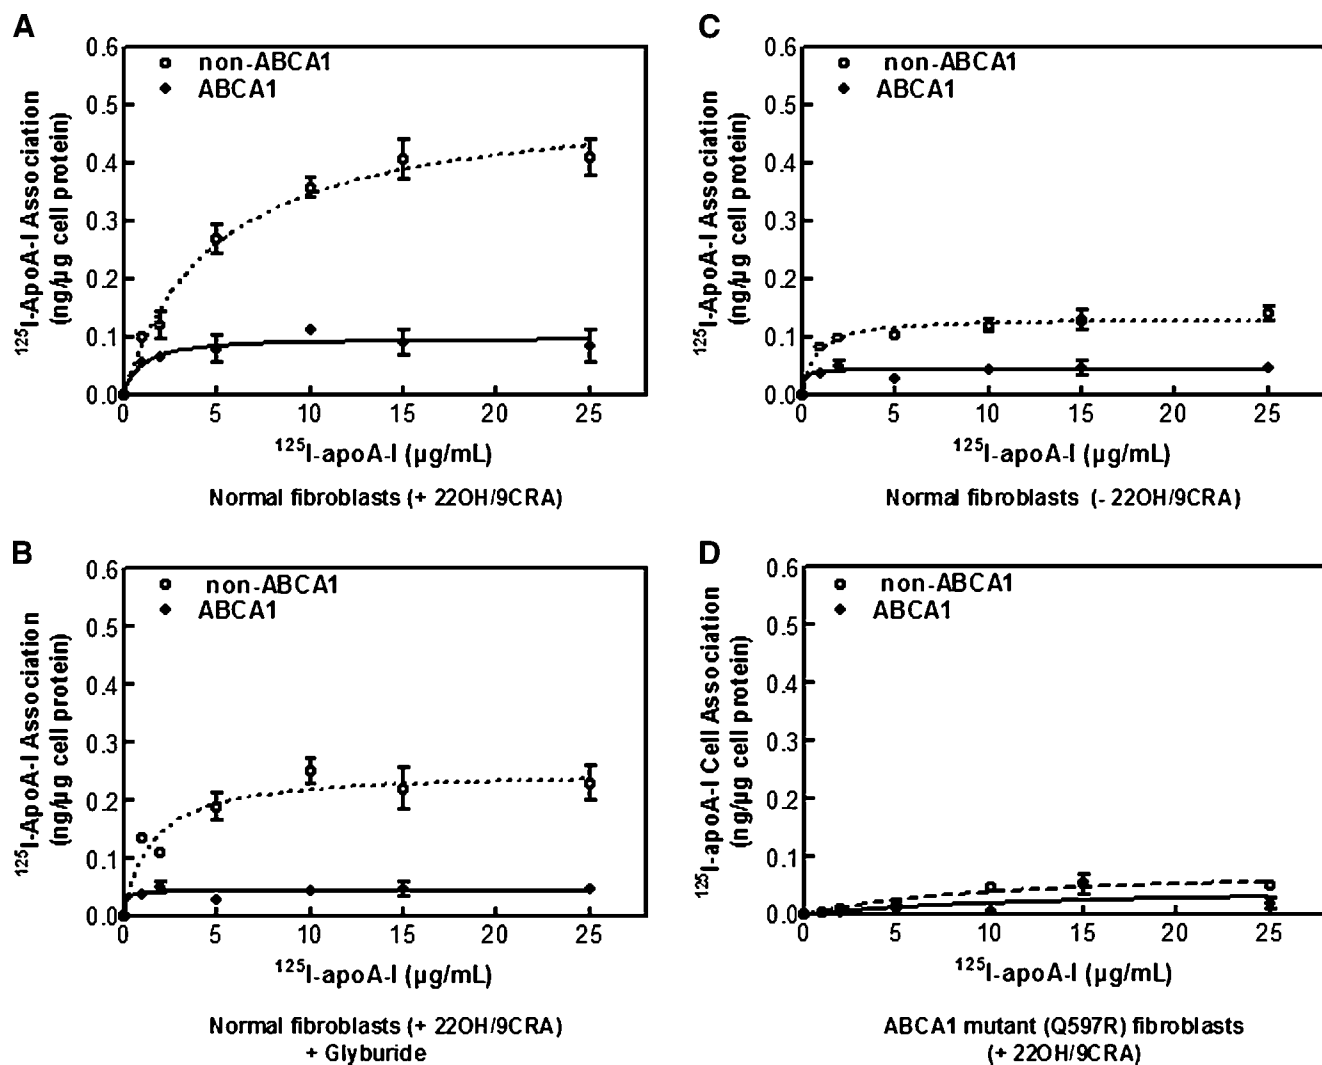 A
0.6
0.5
0.4
0.3
0.2
0.1
0.0
non-ABCA1
ABCA1
125I-ApoA-I Association
(ng/µg cell protein)
0 5 10 15 20 25
125I-apoA-I (µg/mL)
Normal fibroblasts (+ 22OH/9CRA)
C
0.6
0.5
0.4
0.3
0.2
0.1
0.0
non-ABCA1
ABCA1
125I-ApoA-I Association
(ng/µg cell protein)
0 5 10 15 20 25
125I-apoA-I (µg/mL)
Normal fibroblasts (- 22OH/9CRA)
B
0.6
0.5
0.4
0.3
0.2
0.1
0.0
non-ABCA1
ABCA1
125I-ApoA-I Association
(ng/µg cell protein)
0 5 10 15 20 25
125I-apoA-I (µg/mL)
Normal fibroblasts (+ 22OH/9CRA)
+ Glyburide
D
0.6
0.5
0.4
0.3
0.2
0.1
0.0
non-ABCA1
ABCA1
125I-apoA-I Cell Association
(ng/µg cell protein)
0 5 10 15 20 25
125I-apoA-I (µg/mL)
ABCA1 mutant (Q597R) fibroblasts
(+ 22OH/9CRA)